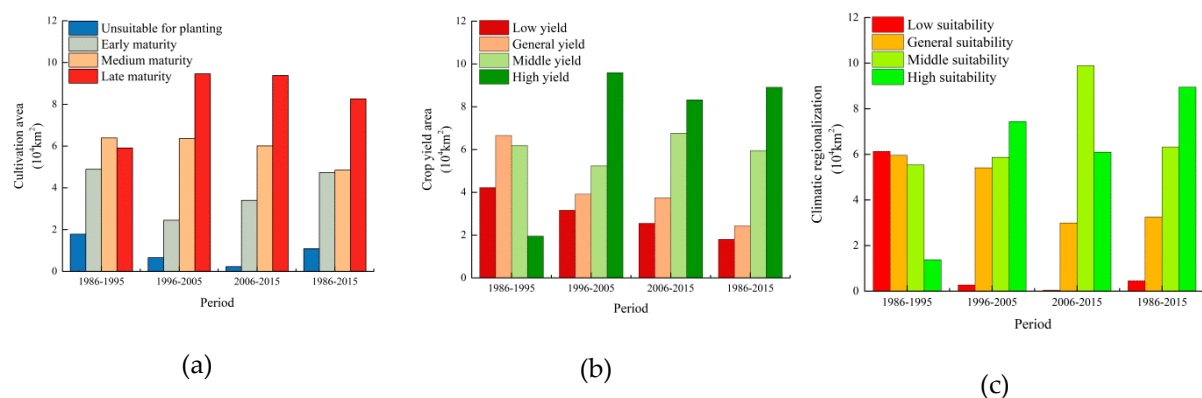 12
10
8
6
4
2
0
Cultivation avea
(10⁴km²)
Unsuitable for planting
Early maturity
Medium maturity
Late maturity
1986-1995 1996-2005 2006-2015 1986-2015
Period
(a)
12
10
8
6
4
2
0
Crop yield area
(10⁴km²)
Low yield
General yield
Middle yield
High yield
1986-1995 1996-2005 2006-2015 1986-2015
Period
(b)
12
10
8
6
4
2
0
Climatic regionalization
(10⁴km²)
Low suitability
General suitability
Middle suitability
High suitability
1986-1995 1996-2005 2006-2015 1986-2015
Period
(c)